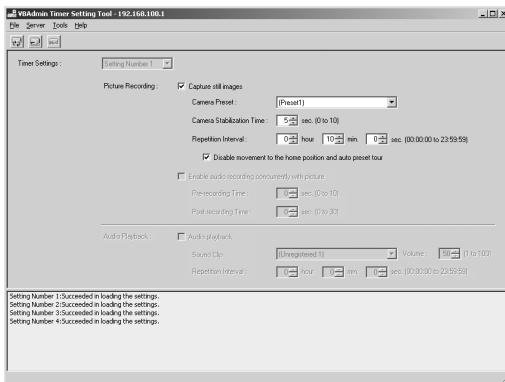 VBAdmin Timer Setting Tool - 192.168.100.1
File Server Tools Help
Timer Settings : Setting Number 1
Picture Recording : Capture still images
Camera Preset : (Preset1)
Camera Stabilization Time : 5 sec. (0 to 10)
Repetition Interval : 0 hour 10 min. 0 sec. (00:00:00 to 23:59:59)
Disable movement to the home position and auto preset tour
Enable audio recording concurrently with picture
Pre-recording Time : 0 sec. (0 to 10)
Post-recording Time : 0 sec. (0 to 30)
Audio Playback : Audio playback
Sound Clip (Unregistered 1) Volume : 50 (1 to 100)
Repetition Interval : 0 hour 0 min. 0 sec. (00:00:00 to 23:59:59)
Setting Number 1:Succeeded in loading the settings.
Setting Number 2:Succeeded in loading the settings.
Setting Number 3:Succeeded in loading the settings.
Setting Number 4:Succeeded in loading the settings.